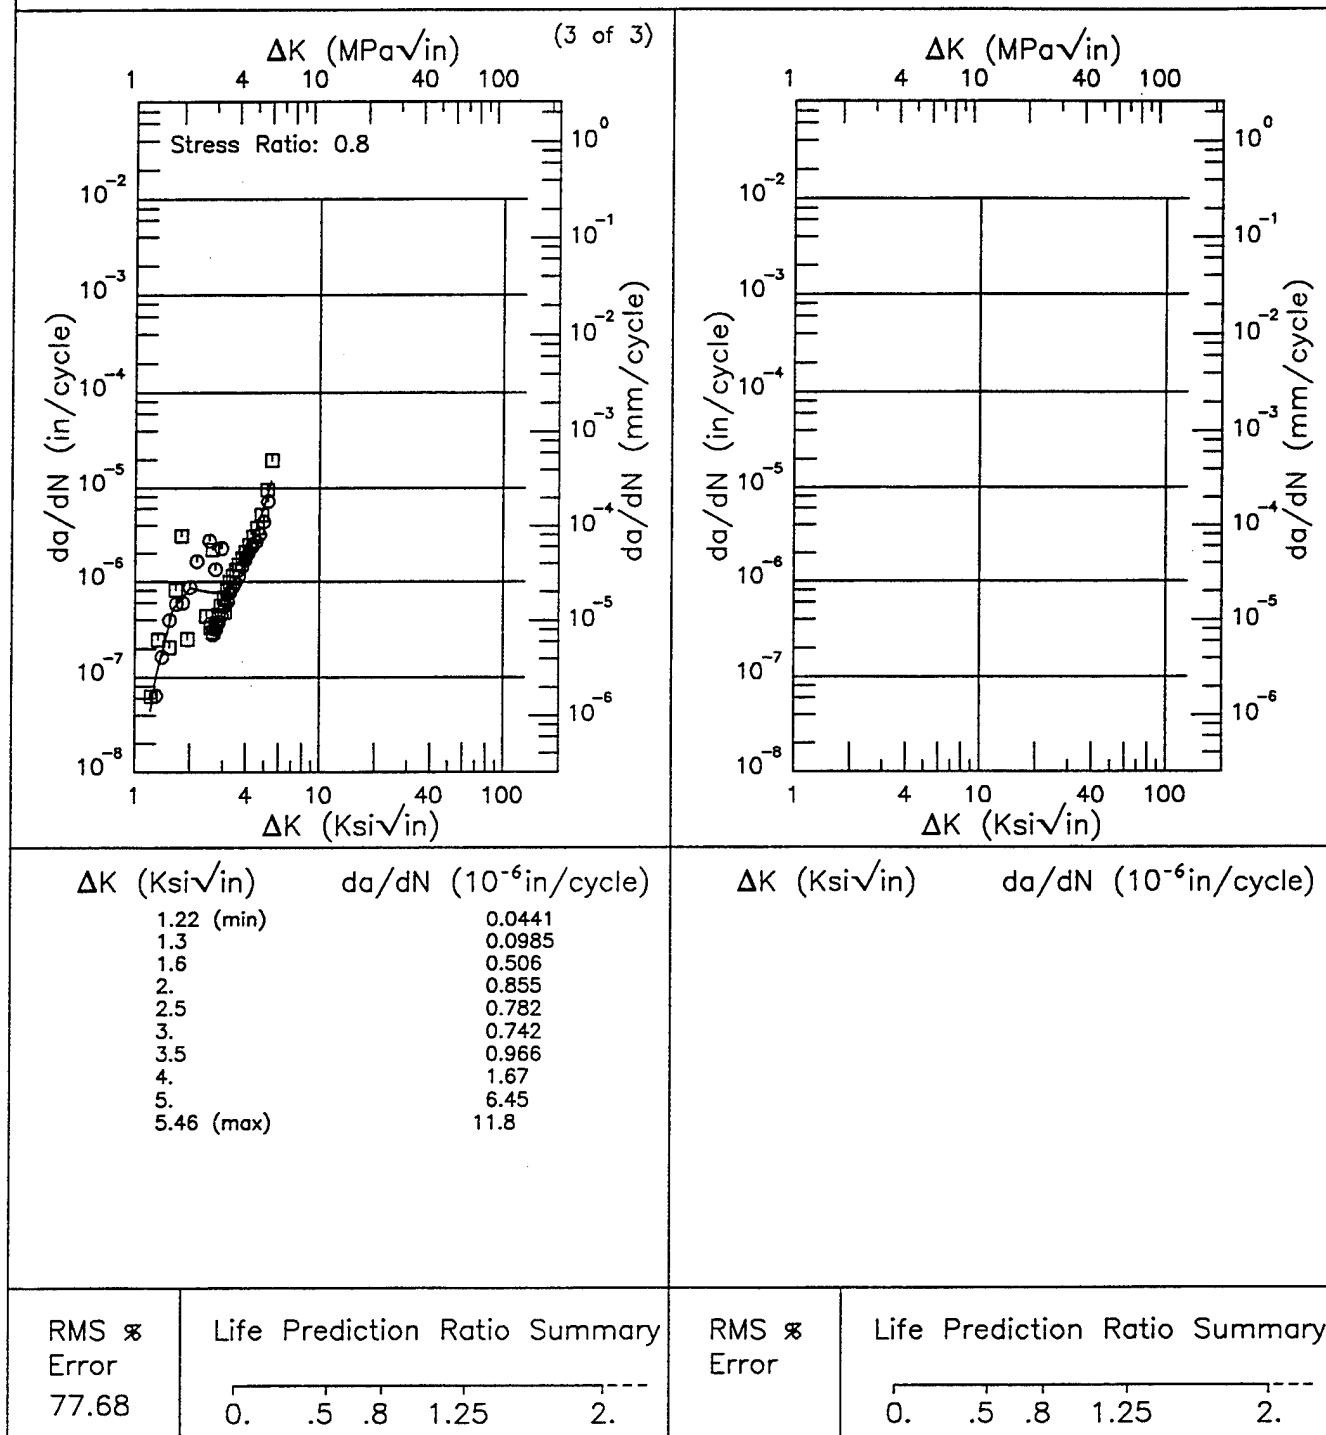 (3 of 3)
ΔK (MPa√in)
1 4 10 40 100
Stress Ratio: 0.8
da/dN (in/cycle)
10⁻²
10⁻³
10⁻⁴
10⁻⁵
10⁻⁶
10⁻⁷
10⁻⁸
da/dN (mm/cycle)
10⁰
10⁻¹
10⁻²
10⁻³
10⁻⁴
10⁻⁵
10⁻⁶
1 4 10 40 100
ΔK (Ksi√in)
ΔK (MPa√in)
1 4 10 40 100
da/dN (in/cycle)
10⁻²
10⁻³
10⁻⁴
10⁻⁵
10⁻⁶
10⁻⁷
10⁻⁸
da/dN (mm/cycle)
10⁰
10⁻¹
10⁻²
10⁻³
10⁻⁴
10⁻⁵
10⁻⁶
1 4 10 40 100
ΔK (Ksi√in)
ΔK (Ksi√in) da/dN (10⁻⁶in/cycle)
1.22 (min) 0.0441
1.3 0.0985
1.6 0.506
2. 0.855
2.5 0.782
3. 0.742
3.5 0.966
4. 1.67
5. 6.45
5.46 (max) 11.8
ΔK (Ksi√in) da/dN (10⁻⁶in/cycle)
RMS %
Error
77.68
Life Prediction Ratio Summary
0. .5 .8 1.25 2.
RMS %
Error
Life Prediction Ratio Summary
0. .5 .8 1.25 2.